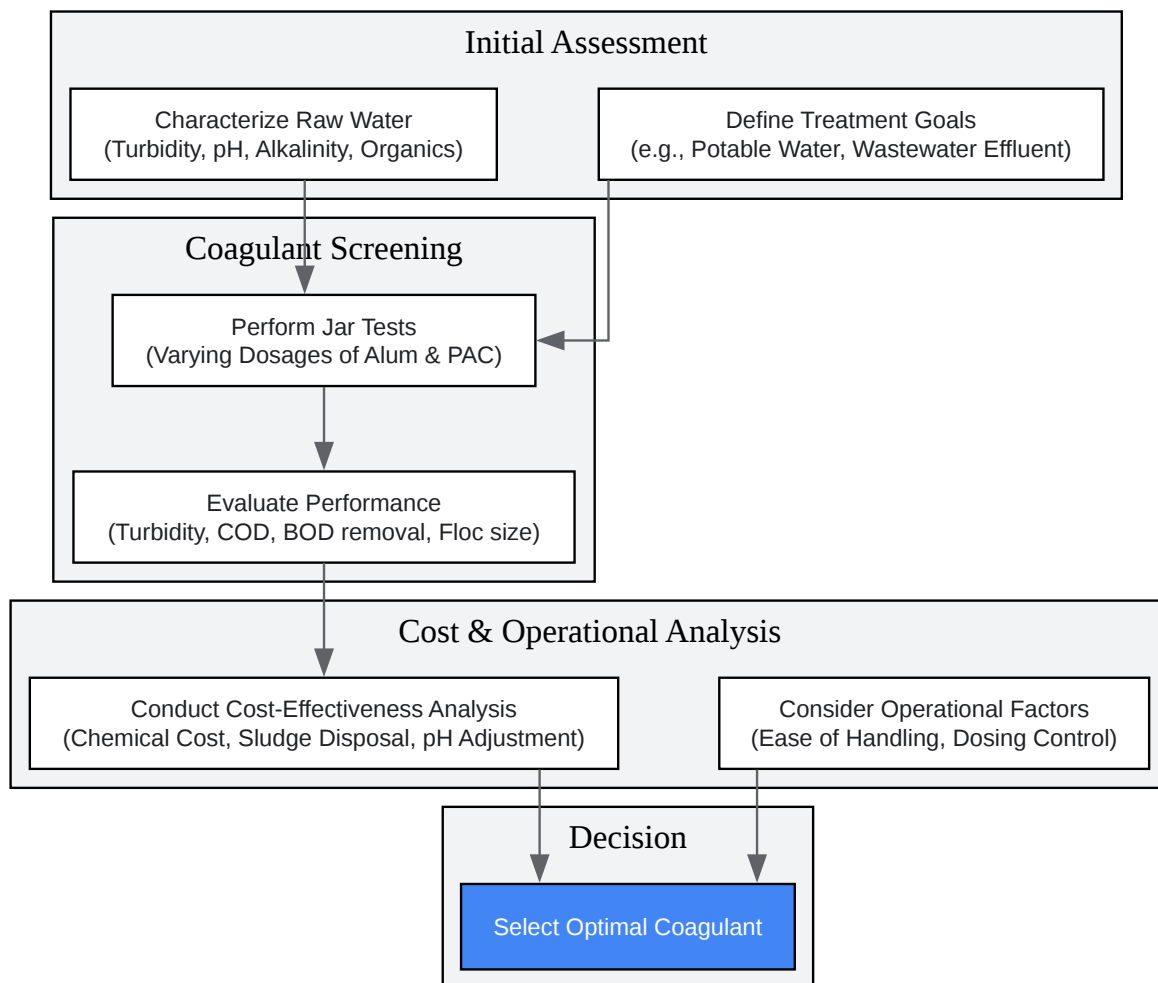 Initial Assessment
Characterize Raw Water
(Turbidity, pH, Alkalinity, Organics)
Define Treatment Goals
(e.g., Potable Water, Wastewater Effluent)
Coagulant Screening
Perform Jar Tests
(Varying Dosages of Alum & PAC)
Evaluate Performance
(Turbidity, COD, BOD removal, Floc size)
Cost & Operational Analysis
Conduct Cost-Effectiveness Analysis
(Chemical Cost, Sludge Disposal, pH Adjustment)
Consider Operational Factors
(Ease of Handling, Dosing Control)
Decision
Select Optimal Coagulant